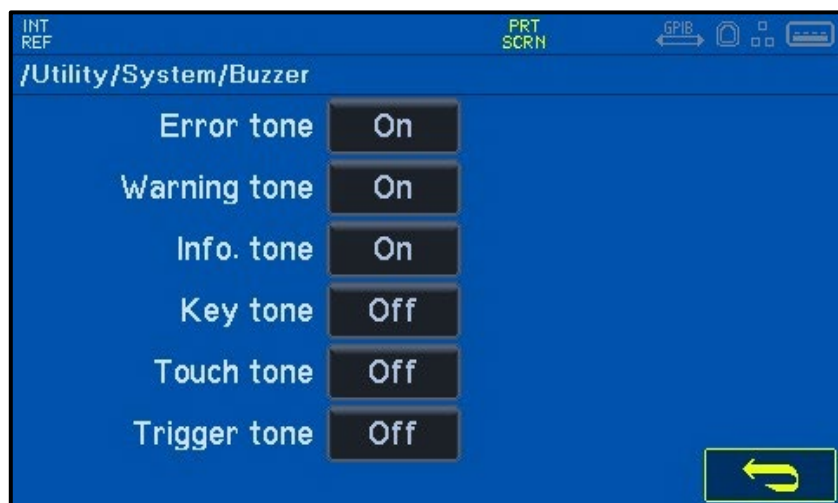 INT
REF
PRT
SCRN
GPIB
/Utility/System/Buzzer
Error tone On
Warning tone On
Info. tone On
Key tone Off
Touch tone Off
Trigger tone Off